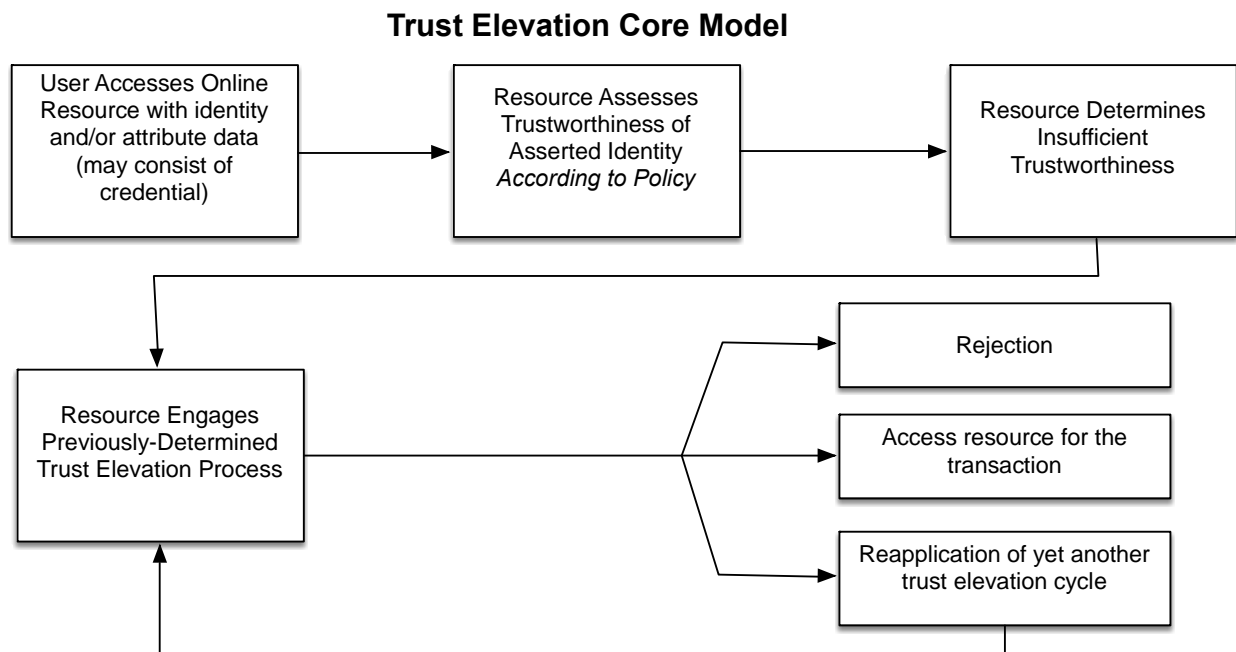 Trust Elevation Core Model
User Accesses Online
Resource with identity
and/or attribute data
(may consist of
credential)
Resource Assesses
Trustworthiness of
Asserted Identity
According to Policy
Resource Determines
Insufficient
Trustworthiness
Resource Engages
Previously-Determined
Trust Elevation Process
Rejection
Access resource for the
transaction
Reapplication of yet another
trust elevation cycle